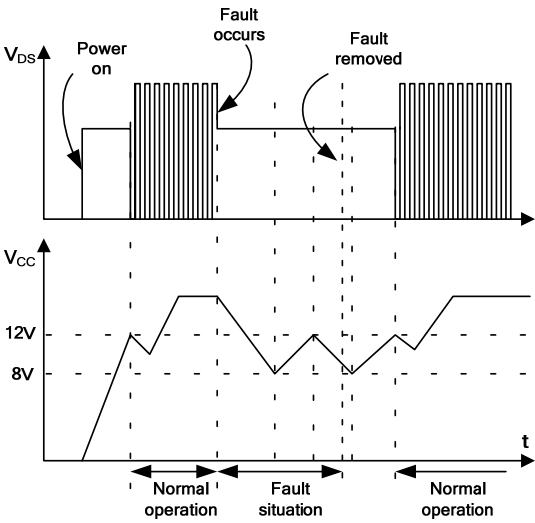 Fault
occurs
VDS
Power
on
Fault
removed
VCC
12V
8V
t
Normal
operation
Fault
situation
Normal
operation